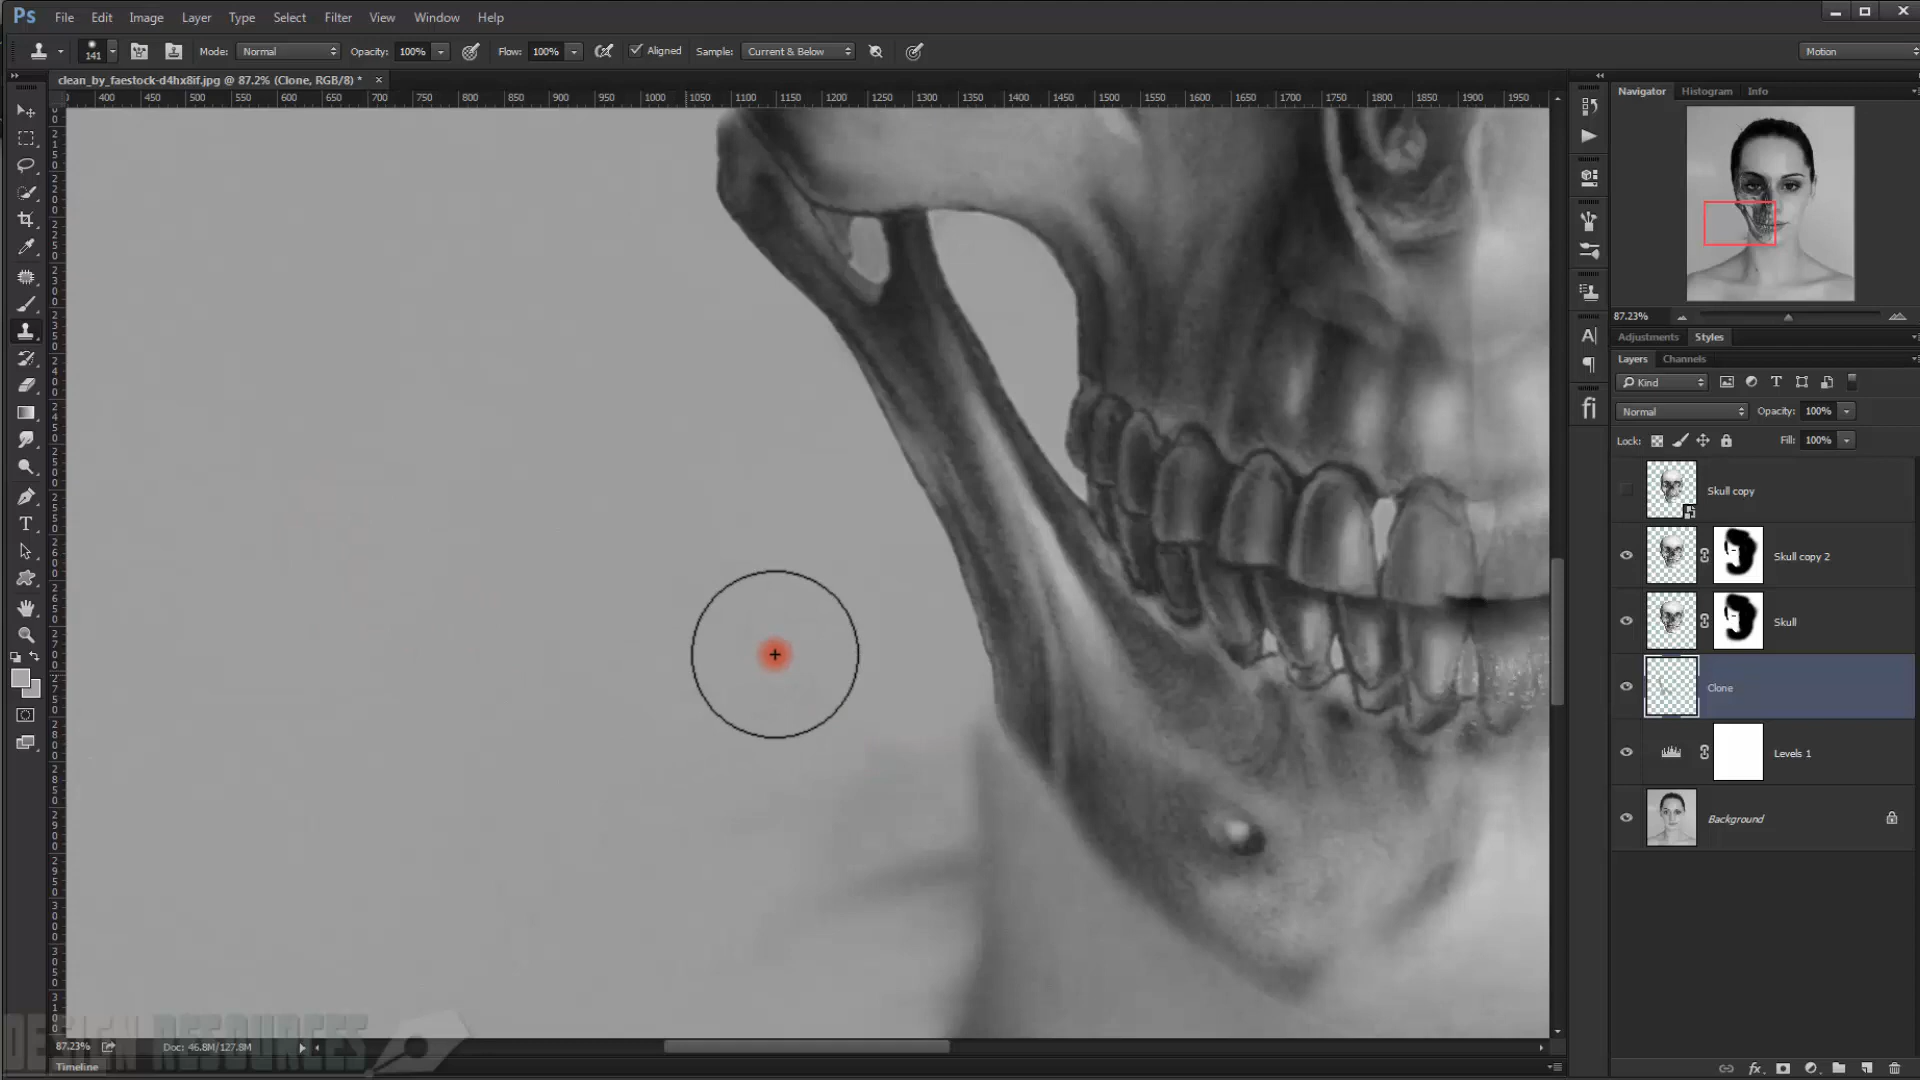 Ps File Edit Image Layer Type Select Filter View Window Help
141 Mode: Normal Opacity: 100% Flow: 100% Aligned Sample: Current & Below Motion
clean_by_faestock-d4hx8if.jpg @ 87.2% (Clone, RGB/8) *
400 450 500 550 600 650 700 750 800 850 900 950 1000 1050 1100 1150 1200 1250 1300 1350 1400 1450 1500 1550 1600 1650 1700 1750 1800 1850 1900 1950
Navigator Histogram Info
87.23%
Adjustments Styles
Layers Channels
Kind
Normal Opacity: 100%
Lock: Fill: 100%
Skull copy
Skull copy 2
Skull
Clone
Levels 1
Background
DESIGN RESOURCES
87.23% Doc: 46.8M/127.8M
Timeline